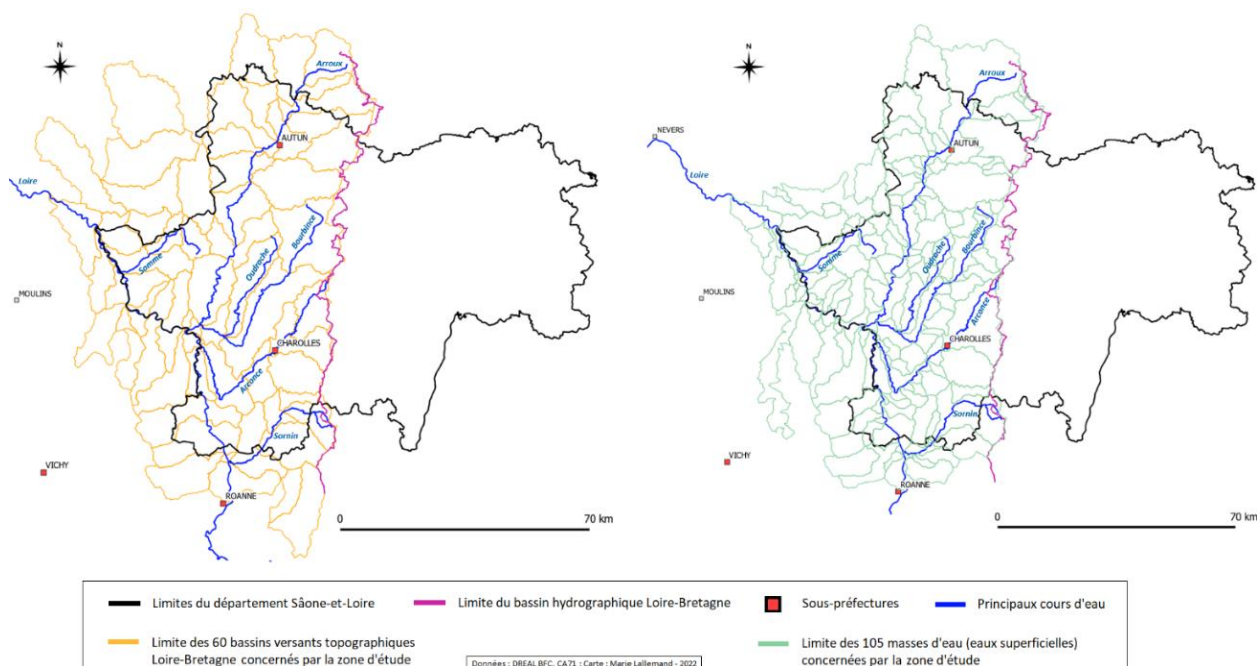 N
Arroux
AUTUN
Loire
Bourbince
Oudrache
Somme
MOULINS
CHAROLLES
Arconce
Sornin
VICHY
ROANNE
0
70 km
N
Arroux
NEVERS
AUTUN
Loire
Bourbince
Oudrache
Somme
MOULINS
Arconce
CHAROLLES
Sornin
VICHY
ROANNE
0
70 km
Limites du département Sâone-et-Loire
Limite du bassin hydrographique Loire-Bretagne
Sous-préfectures
Principaux cours d'eau
Limite des 60 bassins versants topographiques
Loire-Bretagne concernés par la zone d'étude
Limite des 105 masses d'eau (eaux superficielles)
concernées par la zone d'étude
Données : DREAL BFC, CA71 ; Carte : Marie Lallemand - 2022